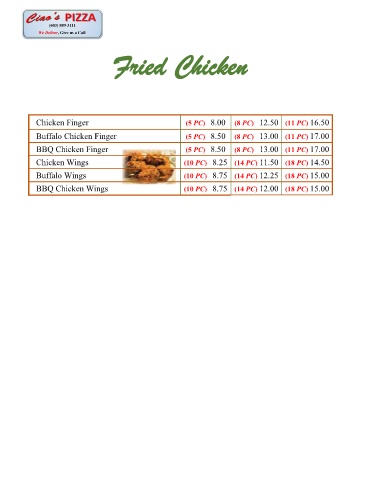 Ciao's PIZZA
(603) 889-3111
We Deliver, Give us a Call
Fried Chicken
Chicken Finger (5 PC) 8.00 (8 PC) 12.50 (11 PC) 16.50
Buffalo Chicken Finger (5 PC) 8.50 (8 PC) 13.00 (11 PC) 17.00
BBQ Chicken Finger (5 PC) 8.50 (8 PC) 13.00 (11 PC) 17.00
Chicken Wings (10 PC) 8.25 (14 PC) 11.50 (18 PC) 14.50
Buffalo Wings (10 PC) 8.75 (14 PC) 12.25 (18 PC) 15.00
BBQ Chicken Wings (10 PC) 8.75 (14 PC) 12.00 (18 PC) 15.00